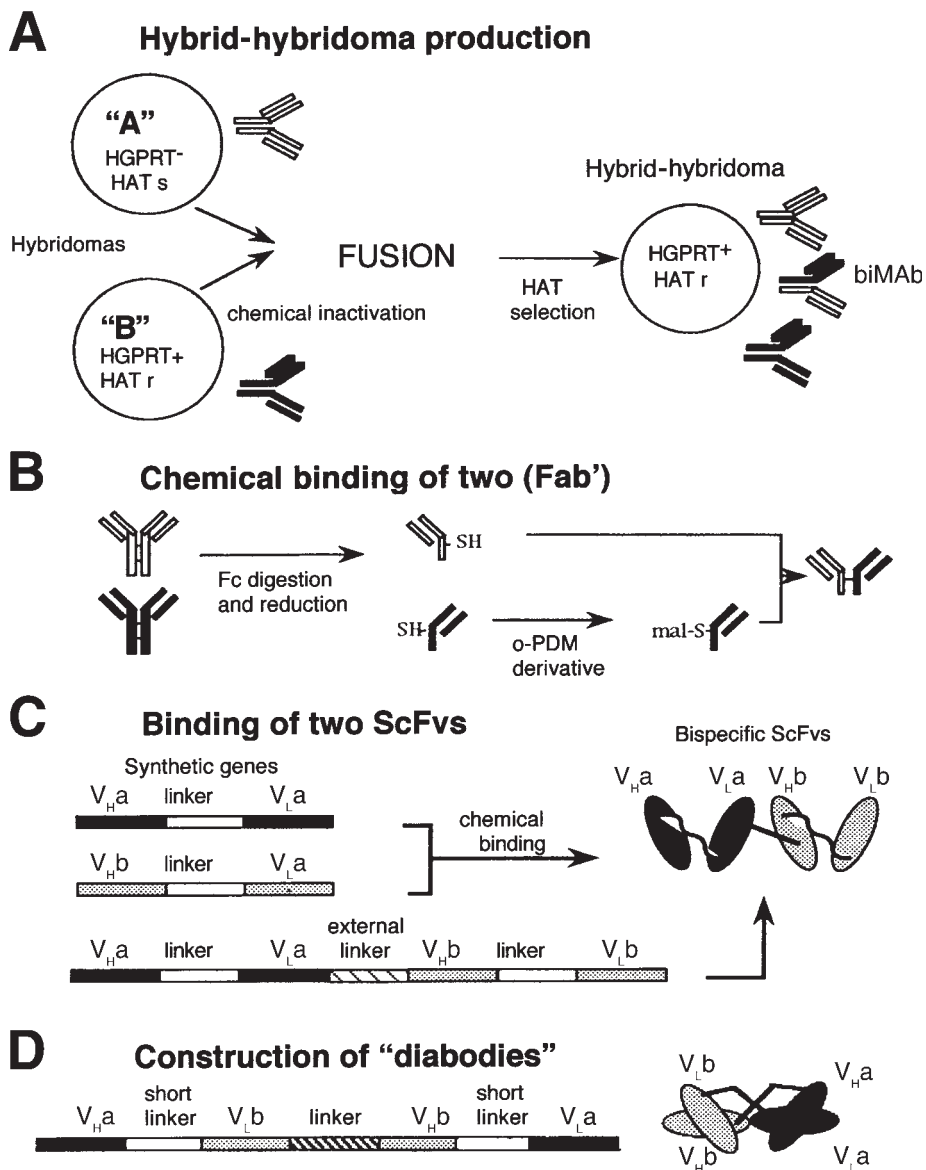 A
Hybrid-hybridoma production
“A”
HGPRT-
HAT s
Hybridomas
“B”
HGPRT+
HAT r
chemical inactivation
FUSION
HAT
selection
Hybrid-hybridoma
HGPRT+
HAT r
biMAb
B
Chemical binding of two (Fab’)
Fc digestion
and reduction
SH
SH
o-PDM
derivative
mal-S
C
Binding of two ScFvs
Synthetic genes
VHa linker VLa
VHb linker VLa
chemical
binding
Bispecific ScFvs
VHa VLa VHb VLb
external
VHa linker VLa linker VHb linker VLb
D
Construction of “diabodies”
short short
VHa linker VLb linker VHb linker VLa
VLb VHa
VHb VLa